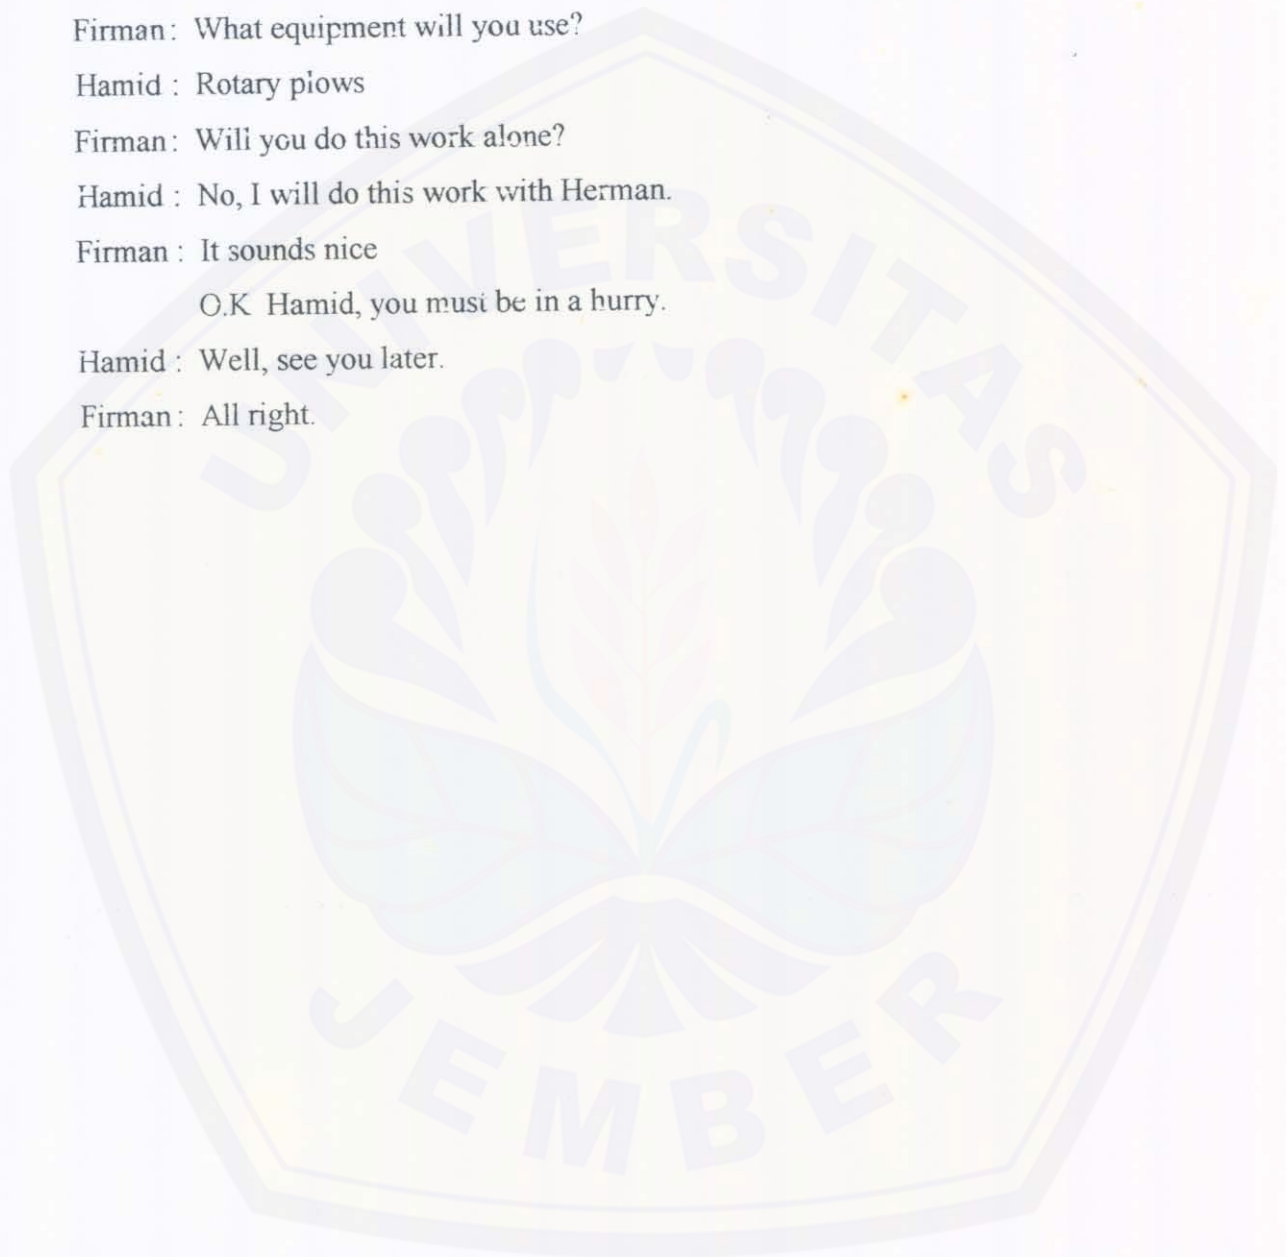 Firman : What equipment will you use?
Hamid : Rotary plows
Firman : Will you do this work alone?
Hamid : No, I will do this work with Herman.
Firman : It sounds nice
O.K Hamid, you must be in a hurry.
Hamid : Well, see you later.
Firman : All right.
UNIVERSITAS
JEMBER